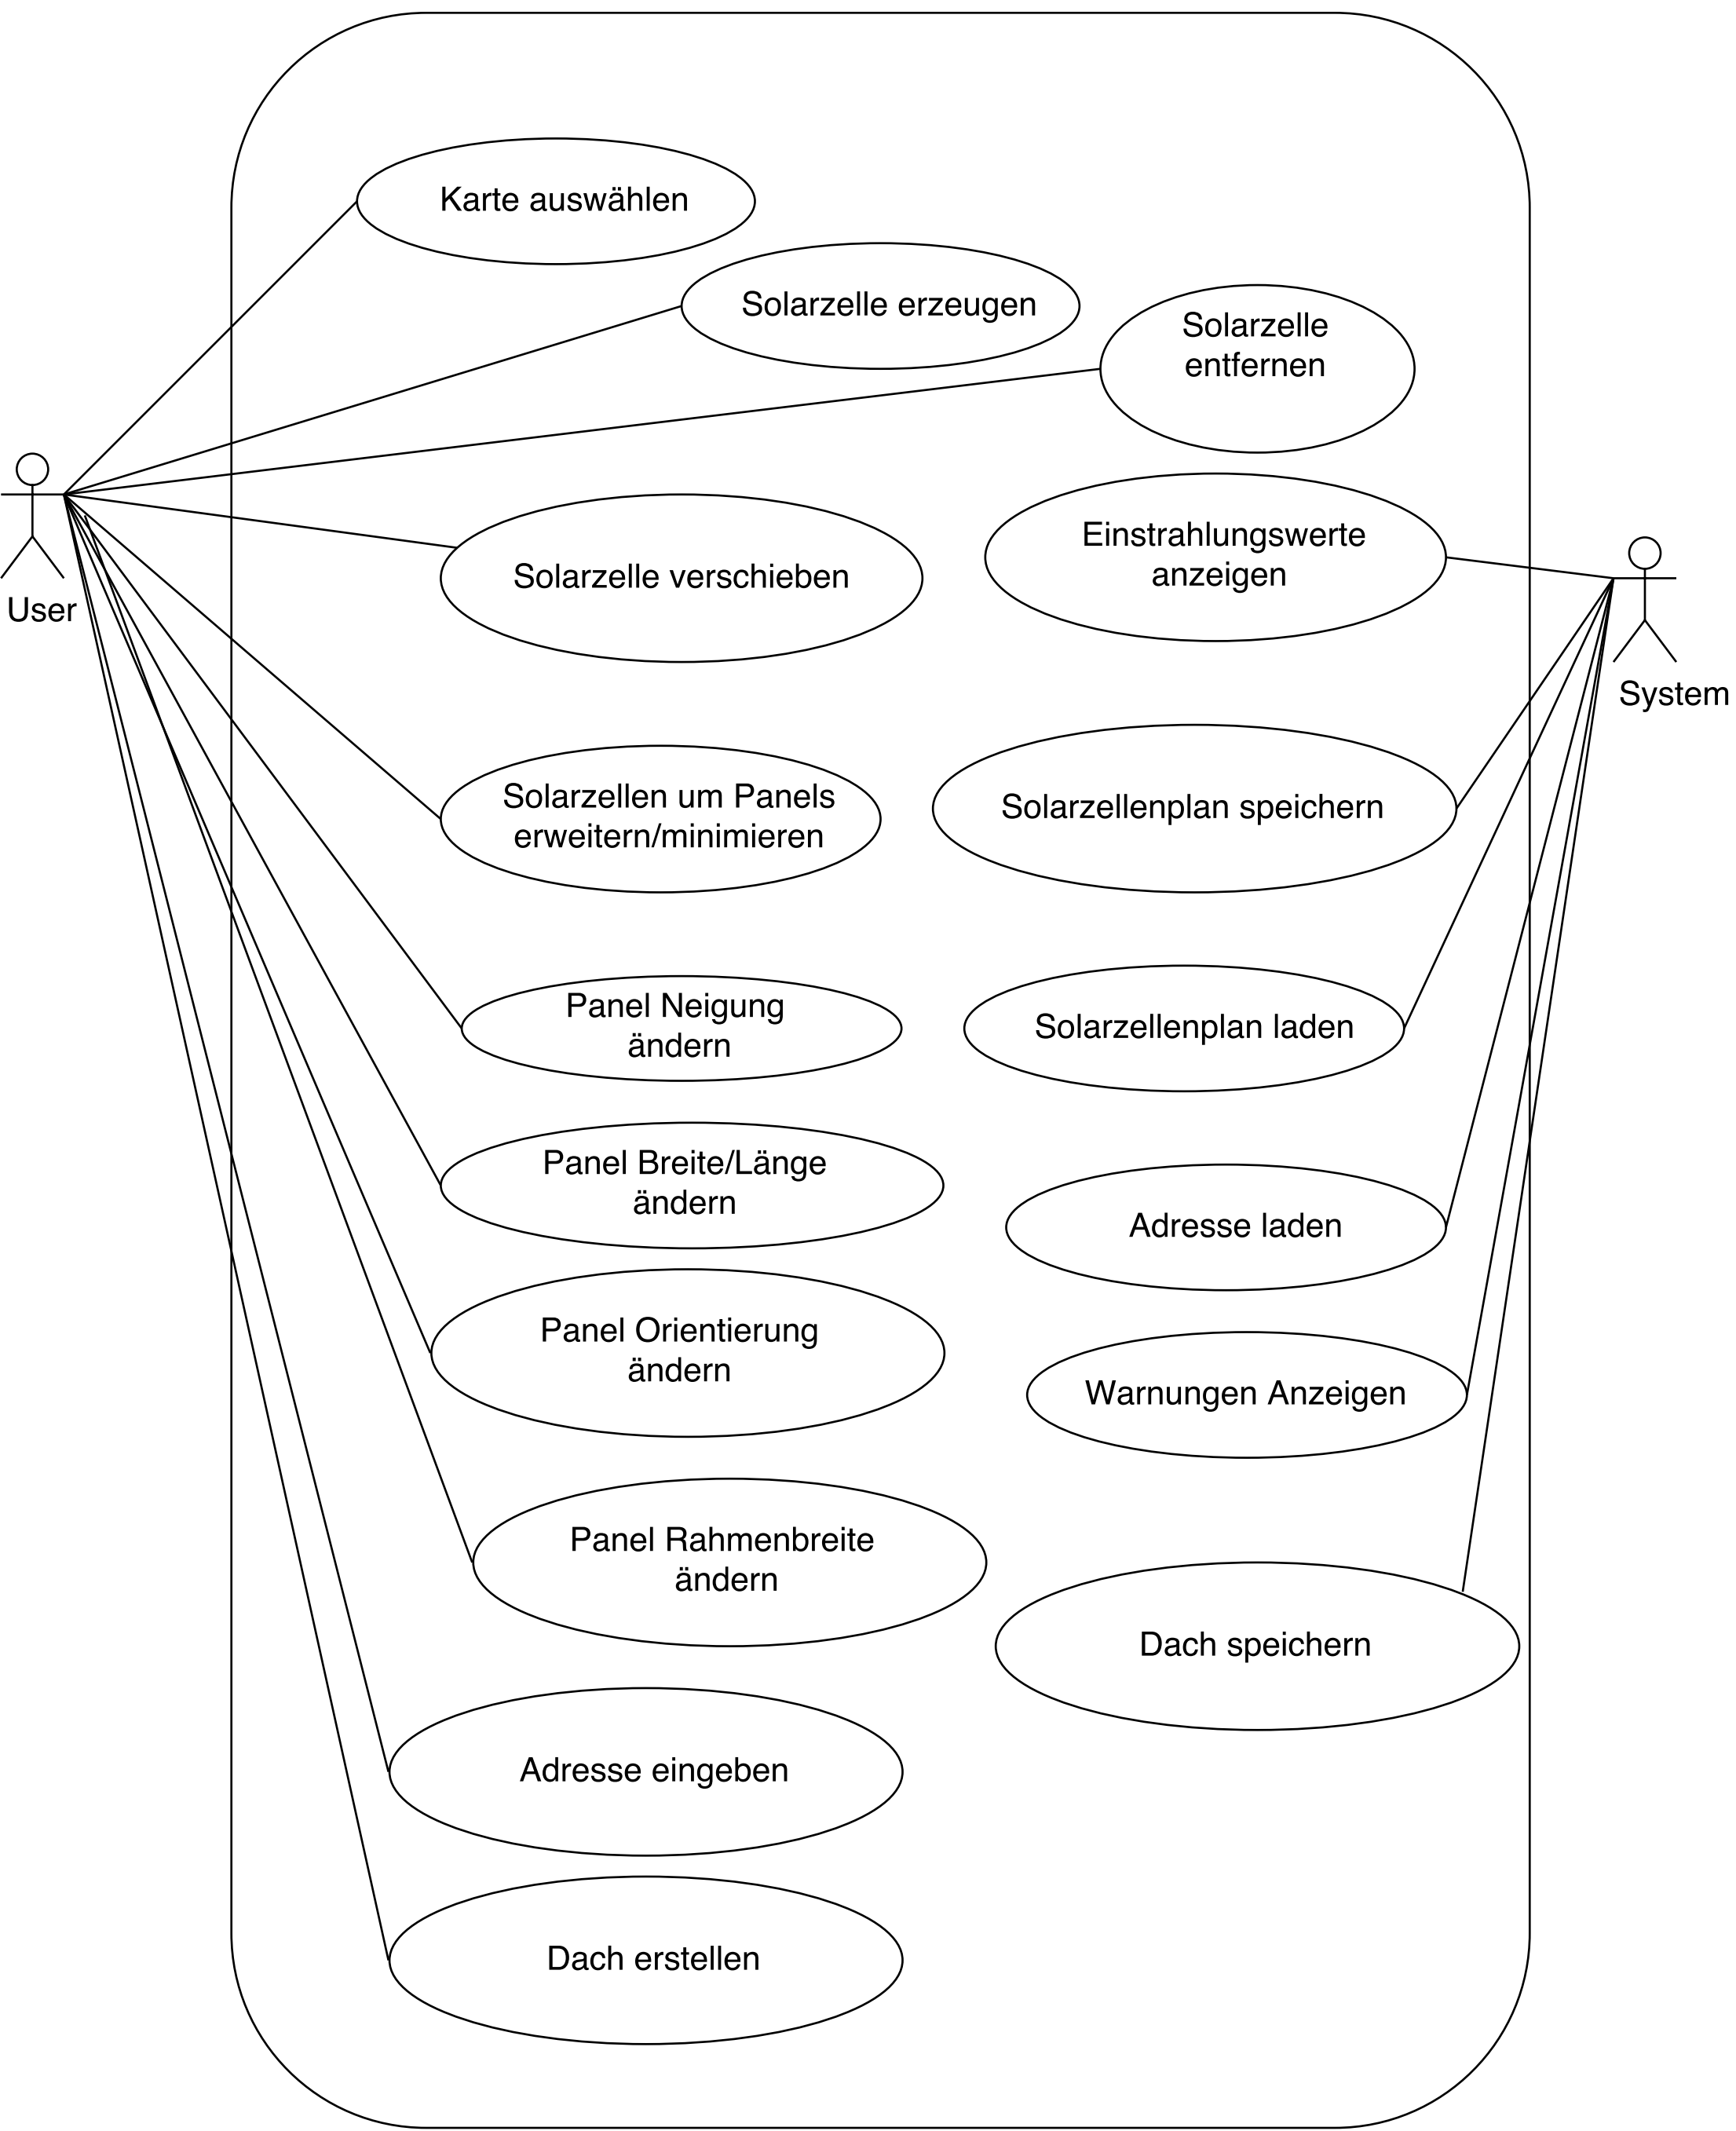 Karte auswählen
Solarzelle erzeugen
Solarzelle
entfernen
User
Solarzelle verschieben
Einstrahlungswerte
anzeigen
System
Solarzellen um Panels
erweitern/minimieren
Solarzellenplan speichern
Panel Neigung
ändern
Solarzellenplan laden
Panel Breite/Länge
ändern
Adresse laden
Panel Orientierung
ändern
Warnungen Anzeigen
Panel Rahmenbreite
ändern
Dach speichern
Adresse eingeben
Dach erstellen